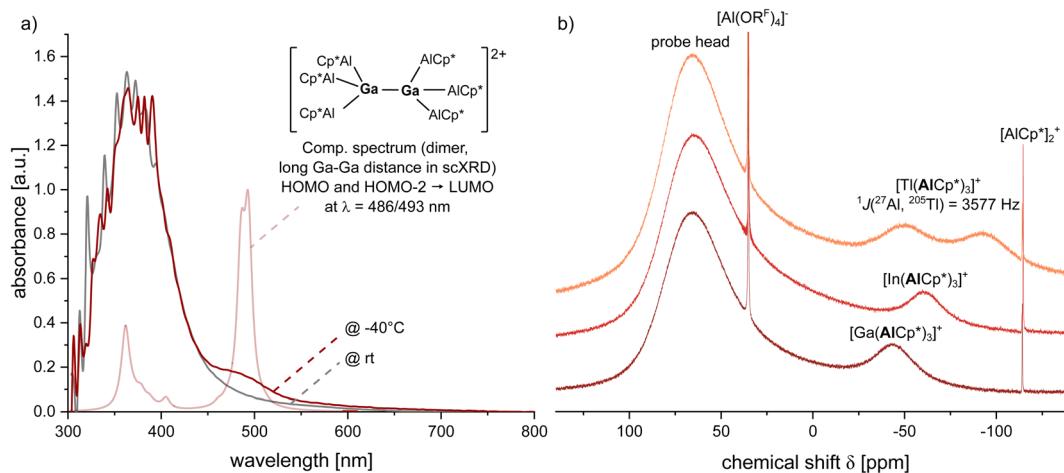 a)
absorbance [a.u.]
1.6
1.4
1.2
1.0
0.8
0.6
0.4
0.2
0.0
300 400 500 600 700 800
wavelength [nm]
2+
Cp*Al AlCp*
Cp*Al Ga Ga AlCp*
Cp*Al AlCp*
Comp. spectrum (dimer,
long Ga-Ga distance in scXRD)
HOMO and HOMO-2 → LUMO
at λ = 486/493 nm
@ -40°C
@ rt
b)
[Al(ORᶠ)₄]⁻
probe head
[AlCp*]₂⁺
[Tl(AlCp*)₃]⁺
¹J(²⁷Al, ²⁰⁵Tl) = 3577 Hz
[In(AlCp*)₃]⁺
[Ga(AlCp*)₃]⁺
100 50 0 -50 -100
chemical shift δ [ppm]